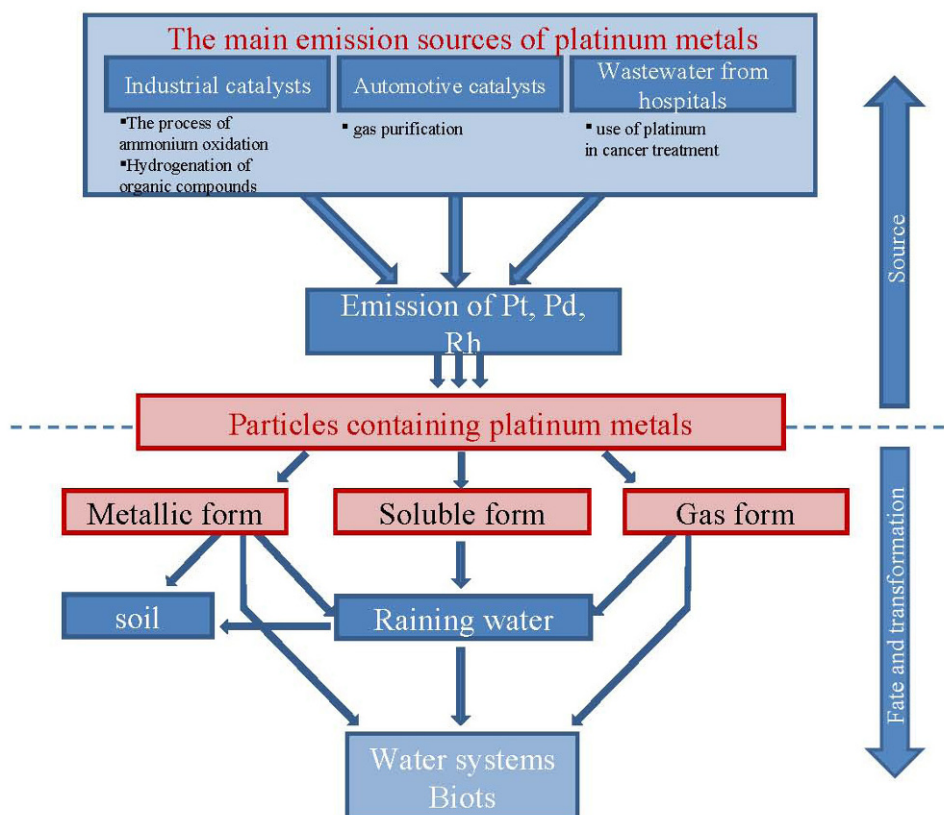 The main emission sources of platinum metals
Industrial catalysts
Automotive catalysts
Wastewater from
hospitals
▪The process of
ammonium oxidation
▪Hydrogenation of
organic compounds
▪ gas purification
▪ use of platinum
in cancer treatment
Source
Emission of Pt, Pd,
Rh
Particles containing platinum metals
Metallic form
Soluble form
Gas form
soil
Raining water
Fate and transformation
Water systems
Biots